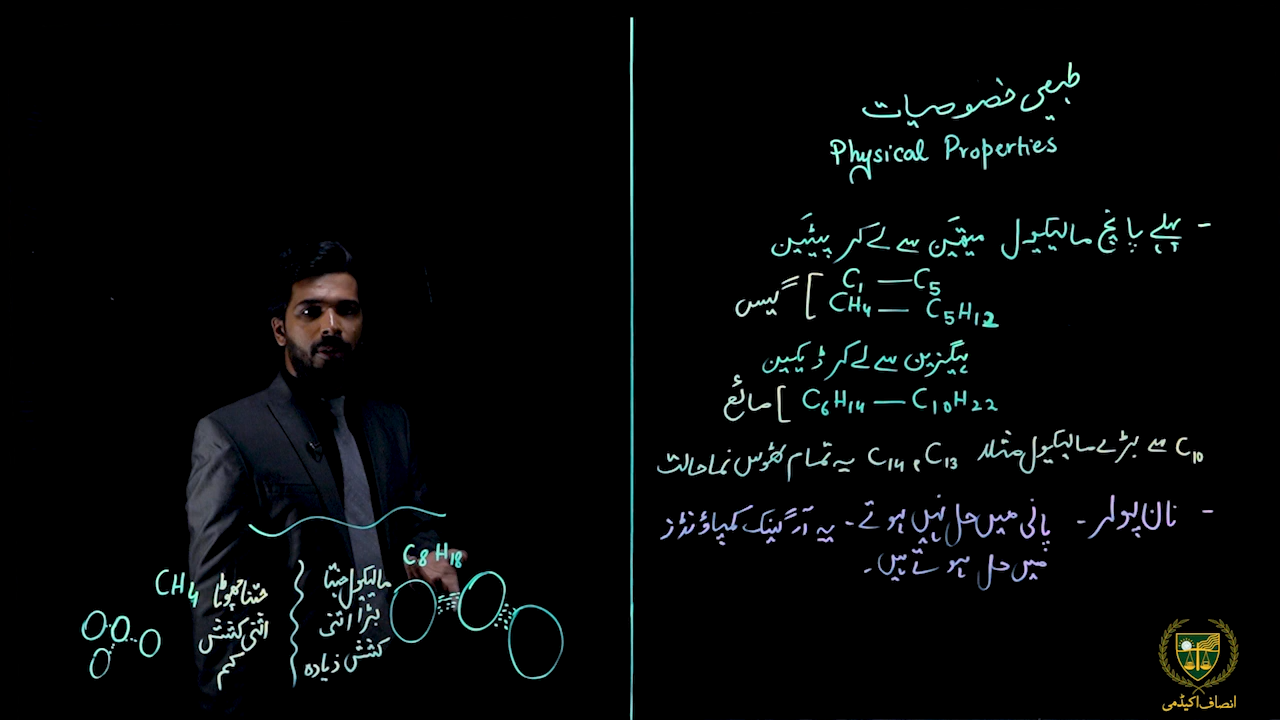 طبعی خصوصیات
Physical Properties
- پہلے پانچ مالیکیول میتھین سے لے کر پینٹین
C₁ — C₅
گیس [ CH₄ — C₅H₁₂
ہیگزین سے لے کر ڈیکین
مائع [ C₆H₁₄ — C₁₀H₂₂
C₁₀ سے بڑے مالیکیول مثلاً C₁₃ ، C₁₄ یہ تمام ٹھوس نما حالت
- نان پولر - پانی میں حل نہیں ہوتے - یہ آرگینک کمپاؤنڈز
میں حل ہوتے ہیں -
C₈H₁₈
مالیکیول جتنا
بڑا اتنی
کشش زیادہ
CH₄
جتنا چھوٹا
اتنی کشش
کم
انصاف اکیڈمی